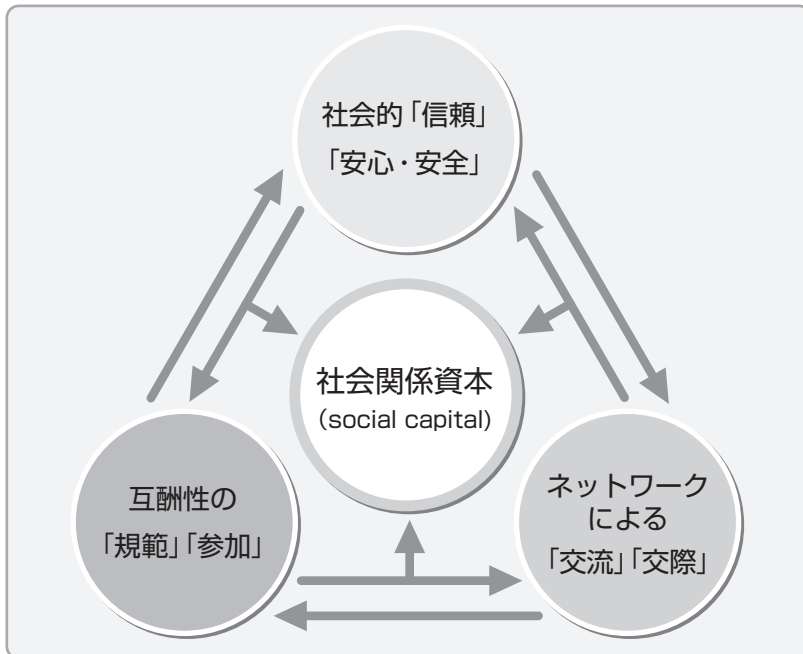 社会的「信頼」
「安心・安全」
社会関係資本
(social capital)
互酬性の
「規範」「参加」
ネットワーク
による
「交流」「交際」